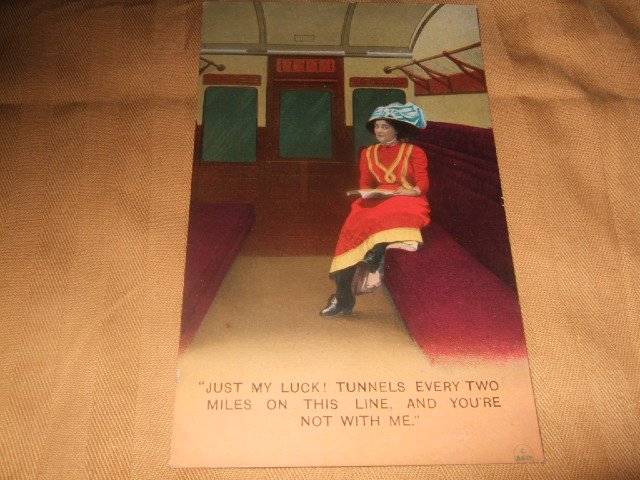 "JUST MY LUCK! TUNNELS EVERY TWO
MILES ON THIS LINE, AND YOU'RE
NOT WITH ME."